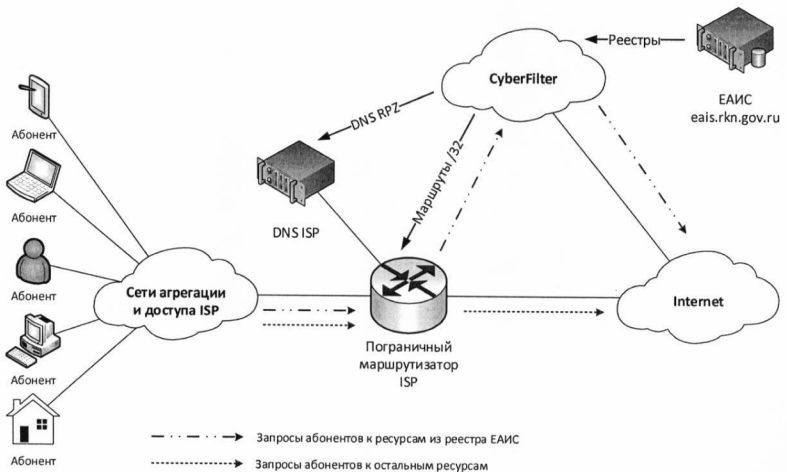 Реестры
CyberFilter
ЕАИС
eais.rkn.gov.ru
DNS RPZ
Маршруты /32
DNS ISP
Абонент
Абонент
Абонент
Абонент
Абонент
Сети агрегации
и доступа ISP
Пограничный
маршрутизатор
ISP
Internet
Запросы абонентов к ресурсам из реестра ЕАИС
Запросы абонентов к остальным ресурсам